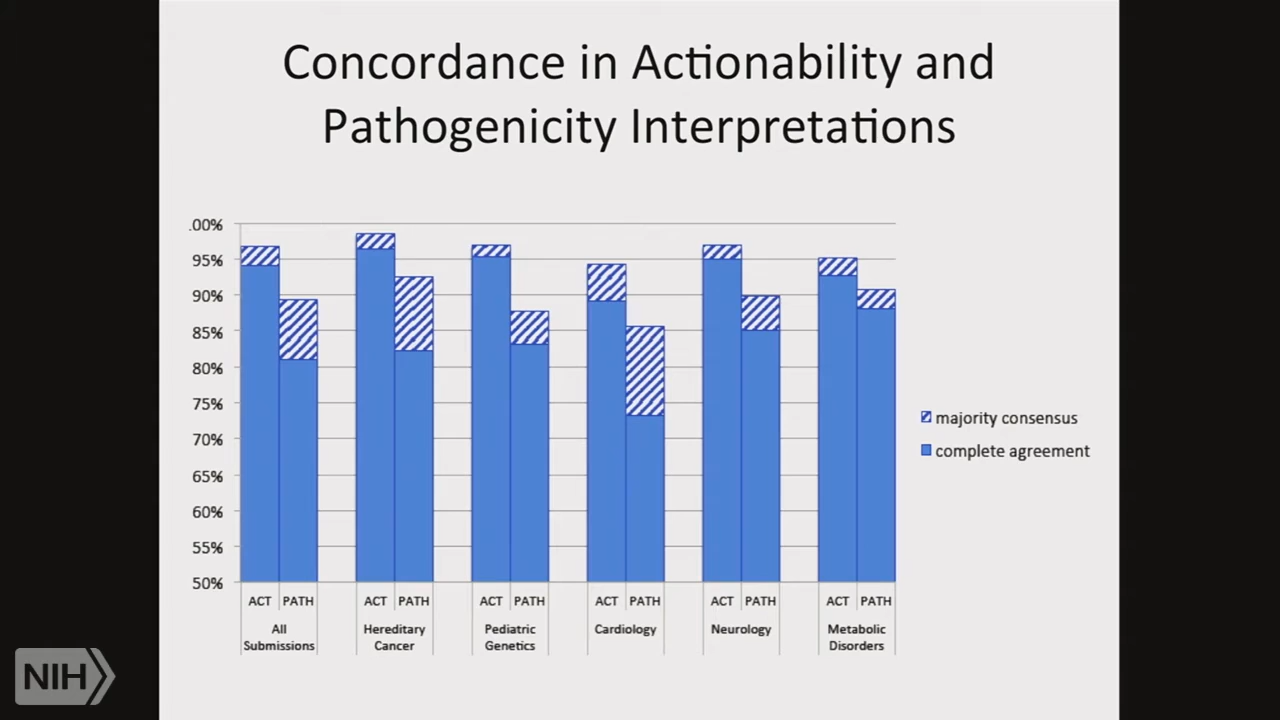 Concordance in Actionability and
Pathogenicity Interpretations
.00%
95%
90%
85%
80%
75%
70%
65%
60%
55%
50%
majority consensus
complete agreement
ACT PATH ACT PATH ACT PATH ACT PATH ACT PATH ACT PATH
All Hereditary Pediatric Cardiology Neurology Metabolic
Submissions Cancer Genetics Disorders
NIH